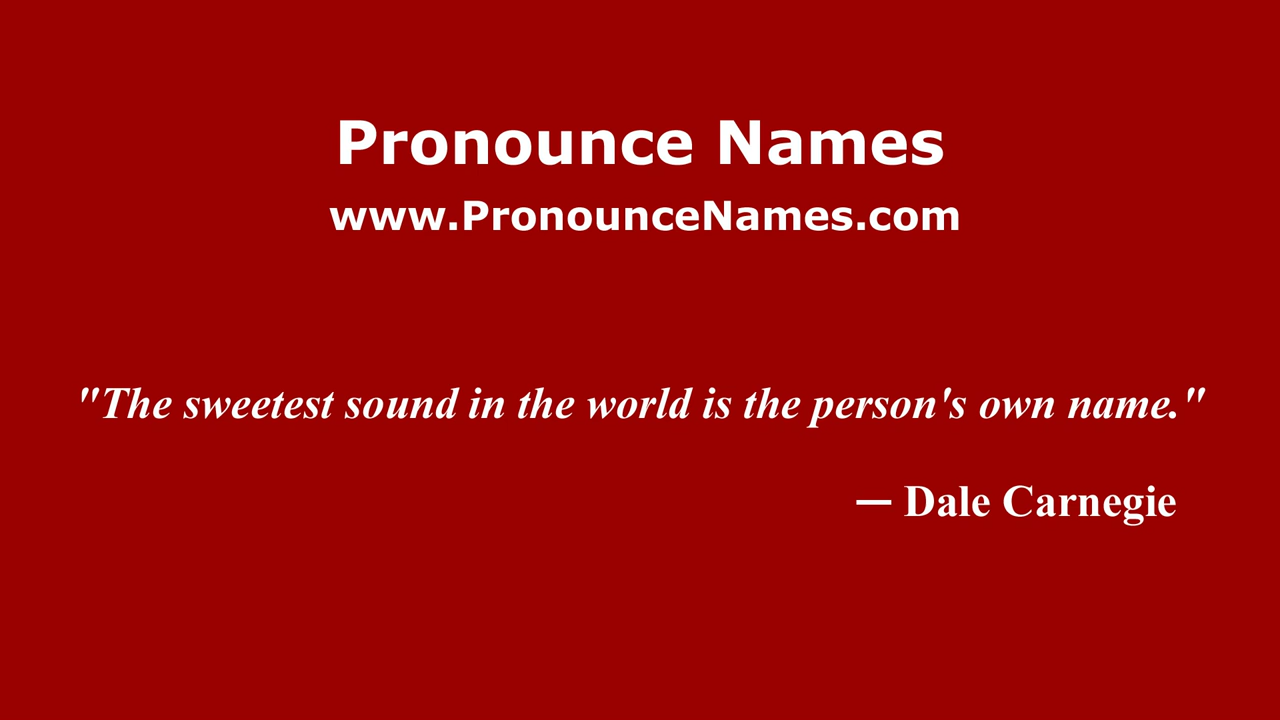 Pronounce Names
www.PronounceNames.com
"The sweetest sound in the world is the person's own name."
— Dale Carnegie